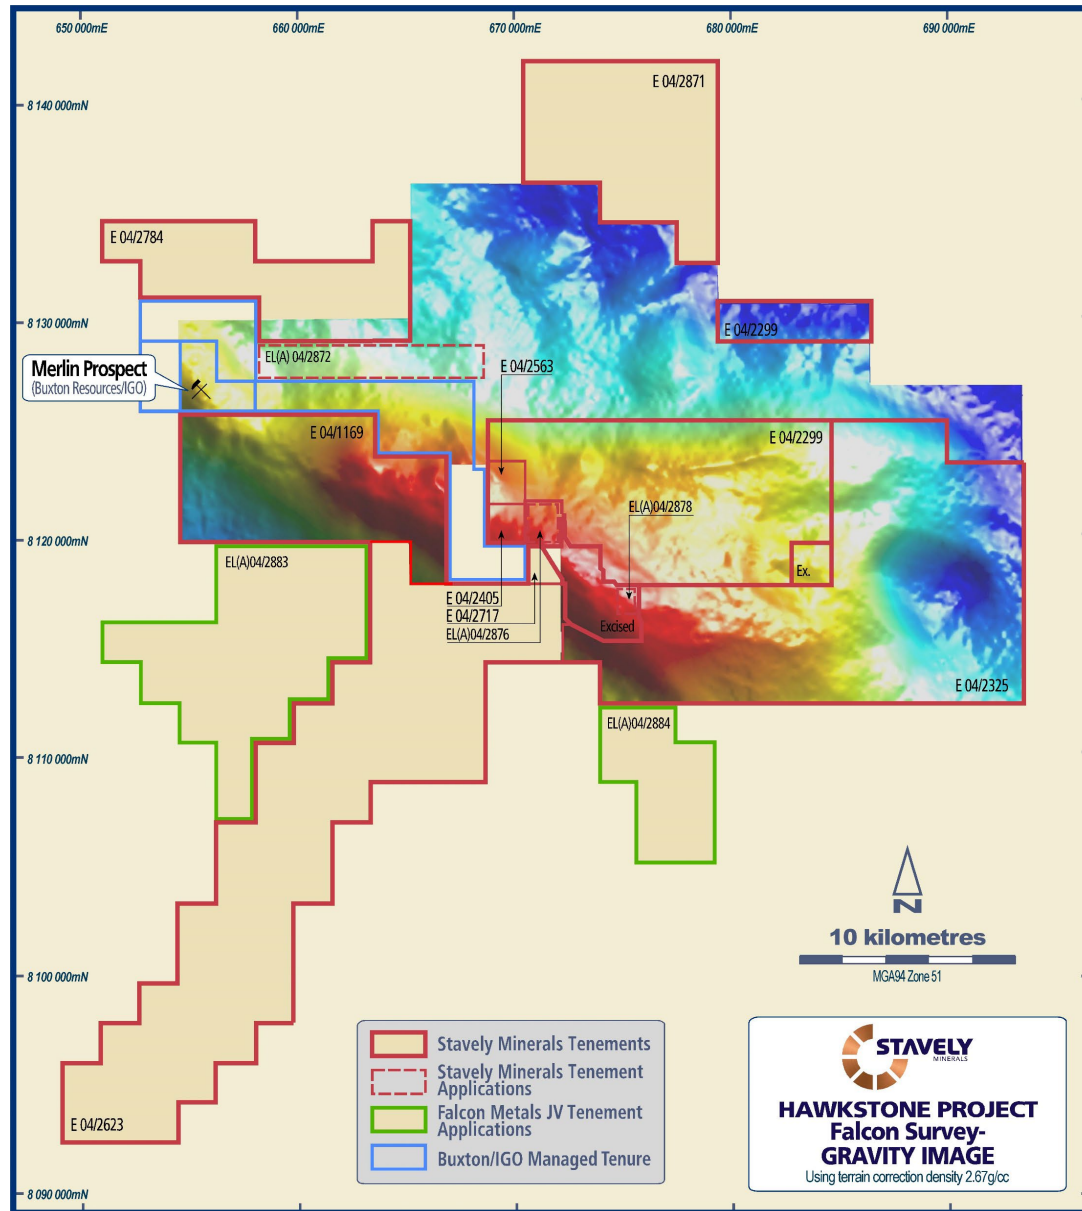 650 000mE
660 000mE
670 000mE
680 000mE
690 000mE
8 140 000mN
8 130 000mN
8 120 000mN
8 110 000mN
8 100 000mN
8 090 000mN
E 04/2871
E 04/2784
E 04/2299
EL(A) 04/2872
Merlin Prospect
(Buxton Resources/IGO)
E 04/2563
E 04/1169
E 04/2299
EL(A)04/2878
EL(A)04/2883
Ex.
E 04/2405
E 04/2717
EL(A)04/2876
Excised
E 04/2325
EL(A)04/2884
E 04/2623
N
10 kilometres
MGA94 Zone 51
Stavely Minerals Tenements
Stavely Minerals Tenement
Applications
Falcon Metals JV Tenement
Applications
Buxton/IGO Managed Tenure
STAVELY
MINERALS
HAWKSTONE PROJECT
Falcon Survey-
GRAVITY IMAGE
Using terrain correction density 2.67g/cc